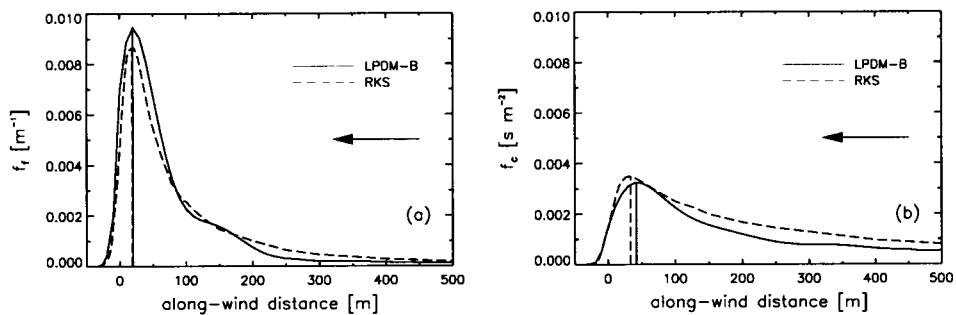 0.010
0.008
0.006
0.004
0.002
0.000
f_f [m⁻¹]
LPDM−B
RKS
(a)
0 100 200 300 400 500
along−wind distance [m]
0.010
0.008
0.006
0.004
0.002
0.000
f_c [s m⁻²]
LPDM−B
RKS
(b)
0 100 200 300 400 500
along−wind distance [m]